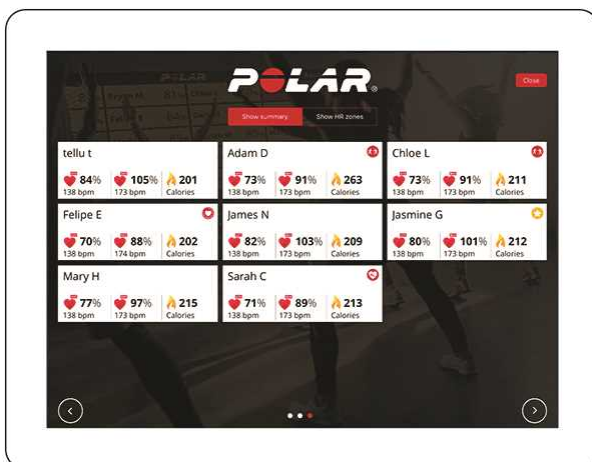 POLAR
Close
Show summary Show HR zones
tellu t
84% 105% 201
138 bpm 173 bpm Calories
Adam D
73% 91% 263
138 bpm 173 bpm Calories
Chloe L
73% 91% 211
138 bpm 173 bpm Calories
Felipe E
70% 88% 202
138 bpm 174 bpm Calories
James N
82% 103% 209
138 bpm 173 bpm Calories
Jasmine G
80% 101% 212
138 bpm 173 bpm Calories
Mary H
77% 97% 215
138 bpm 173 bpm Calories
Sarah C
71% 89% 213
138 bpm 173 bpm Calories